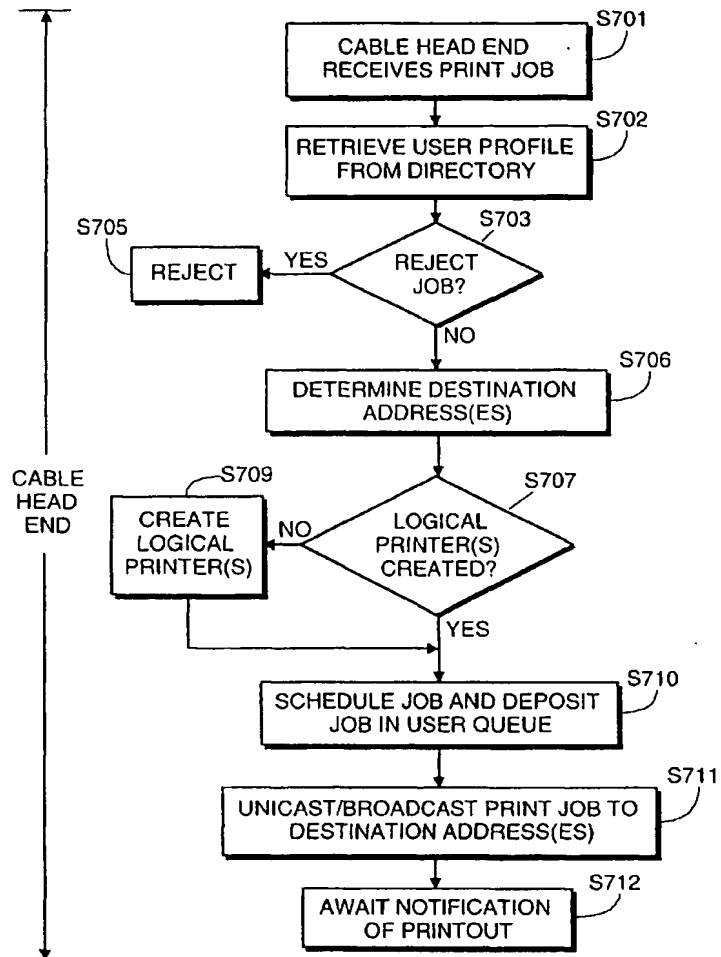 S701
CABLE HEAD END
RECEIVES PRINT JOB
S702
RETRIEVE USER PROFILE
FROM DIRECTORY
S703
S705
REJECT
YES
REJECT
JOB?
NO
S706
DETERMINE DESTINATION
ADDRESS(ES)
CABLE
HEAD
END
S709
CREATE
LOGICAL
PRINTER(S)
NO
S707
LOGICAL
PRINTER(S)
CREATED?
YES
S710
SCHEDULE JOB AND DEPOSIT
JOB IN USER QUEUE
S711
UNICAST/BROADCAST PRINT JOB TO
DESTINATION ADDRESS(ES)
S712
AWAIT NOTIFICATION
OF PRINTOUT